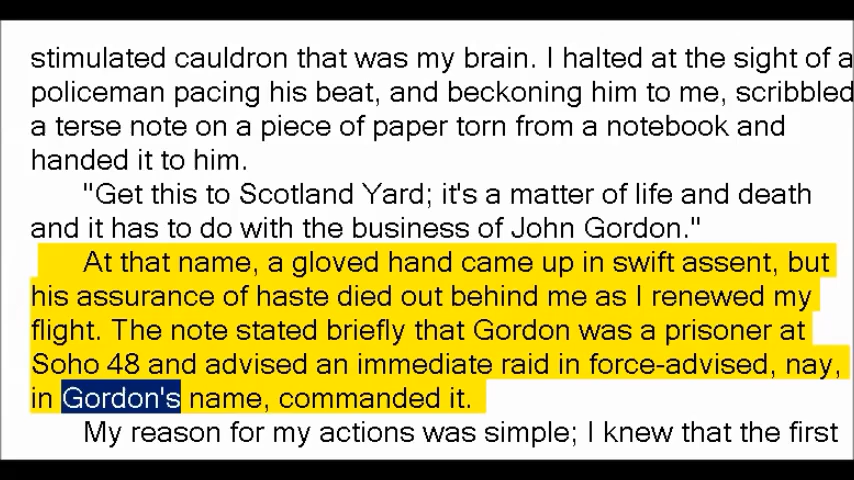 stimulated cauldron that was my brain. I halted at the sight of a
policeman pacing his beat, and beckoning him to me, scribbled
a terse note on a piece of paper torn from a notebook and
handed it to him.
"Get this to Scotland Yard; it's a matter of life and death
and it has to do with the business of John Gordon."
At that name, a gloved hand came up in swift assent, but
his assurance of haste died out behind me as I renewed my
flight. The note stated briefly that Gordon was a prisoner at
Soho 48 and advised an immediate raid in force-advised, nay,
in Gordon's name, commanded it.
My reason for my actions was simple; I knew that the first